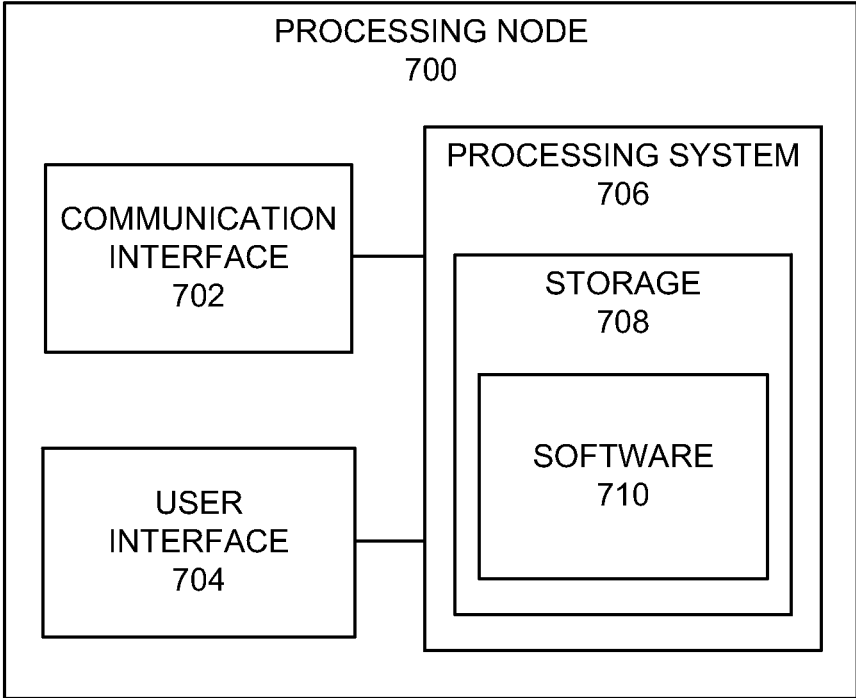 PROCESSING NODE
700
COMMUNICATION
INTERFACE
702
USER
INTERFACE
704
PROCESSING SYSTEM
706
STORAGE
708
SOFTWARE
710